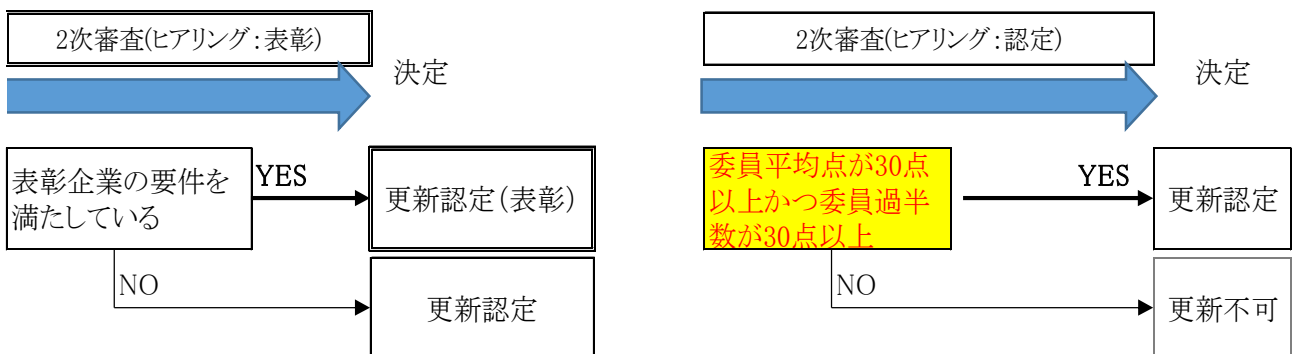 2次審査(ヒアリング:表彰)
決定
表彰企業の要件を
満たしている
YES
更新認定(表彰)
NO
更新認定
2次審査(ヒアリング:認定)
決定
委員平均点が30点
以上かつ委員過半
数が30点以上
YES
更新認定
NO
更新不可